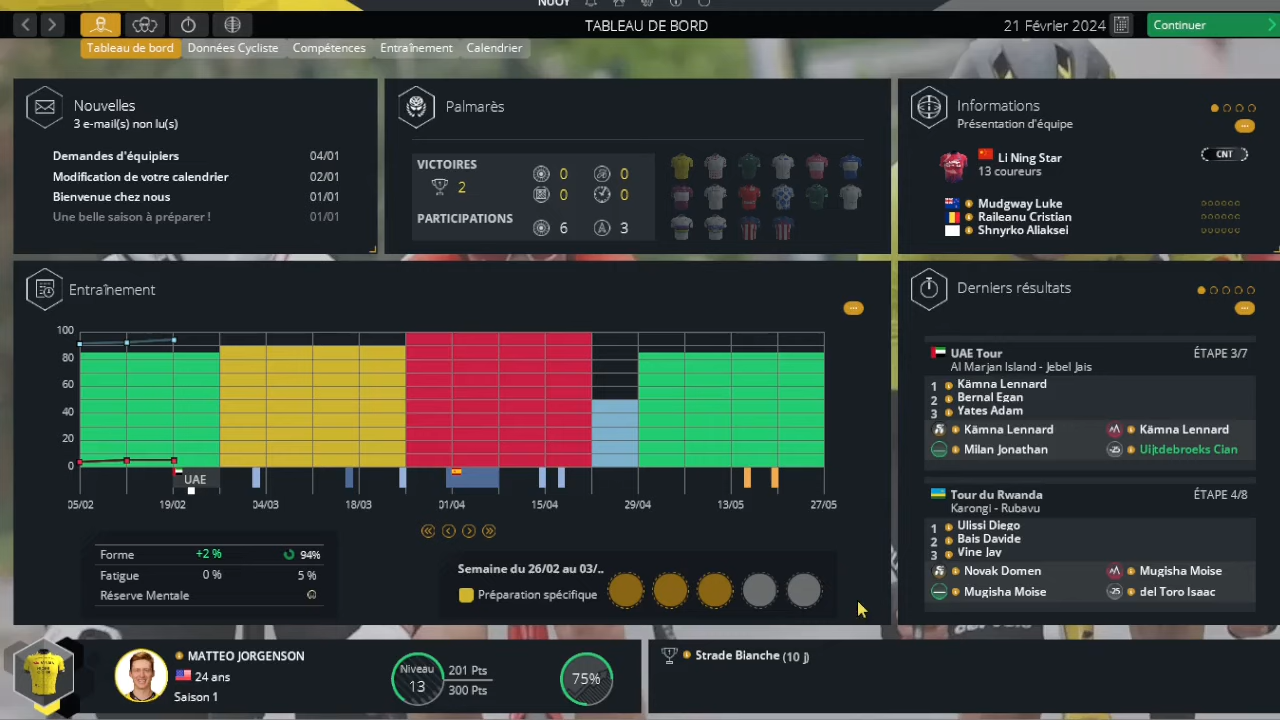 NUOY
TABLEAU DE BORD
21 Février 2024
Continuer
Tableau de bord
Données Cycliste
Compétences
Entraînement
Calendrier
Nouvelles
3 e-mail(s) non lu(s)
Demandes d'équipiers 04/01
Modification de votre calendrier 02/01
Bienvenue chez nous 01/01
Une belle saison à préparer ! 01/01
Palmarès
VICTOIRES
2
0 0
0 0
PARTICIPATIONS
6 3
Informations
Présentation d'équipe
Li Ning Star
13 coureurs
CNT
Mudgway Luke
Raileanu Cristian
Shnyrko Aliaksei
Entraînement
100
80
60
40
20
0
UAE
05/02 19/02 04/03 18/03 01/04 15/04 29/04 13/05 27/05
Forme +2 % 94%
Fatigue 0 % 5 %
Réserve Mentale
Semaine du 26/02 au 03/..
Préparation spécifique
Derniers résultats
UAE Tour ÉTAPE 3/7
Al Marjan Island - Jebel Jais
1 Kämna Lennard
2 Bernal Egan
3 Yates Adam
Kämna Lennard Kämna Lennard
Milan Jonathan -25 Uijtdebroeks Cian
Tour du Rwanda ÉTAPE 4/8
Karongi - Rubavu
1 Ulissi Diego
2 Bais Davide
3 Vine Jay
Novak Domen Mugisha Moise
Mugisha Moise -25 del Toro Isaac
MATTEO JORGENSON
24 ans
Saison 1
Niveau
13
201 Pts
300 Pts
75%
Strade Bianche (10 j)